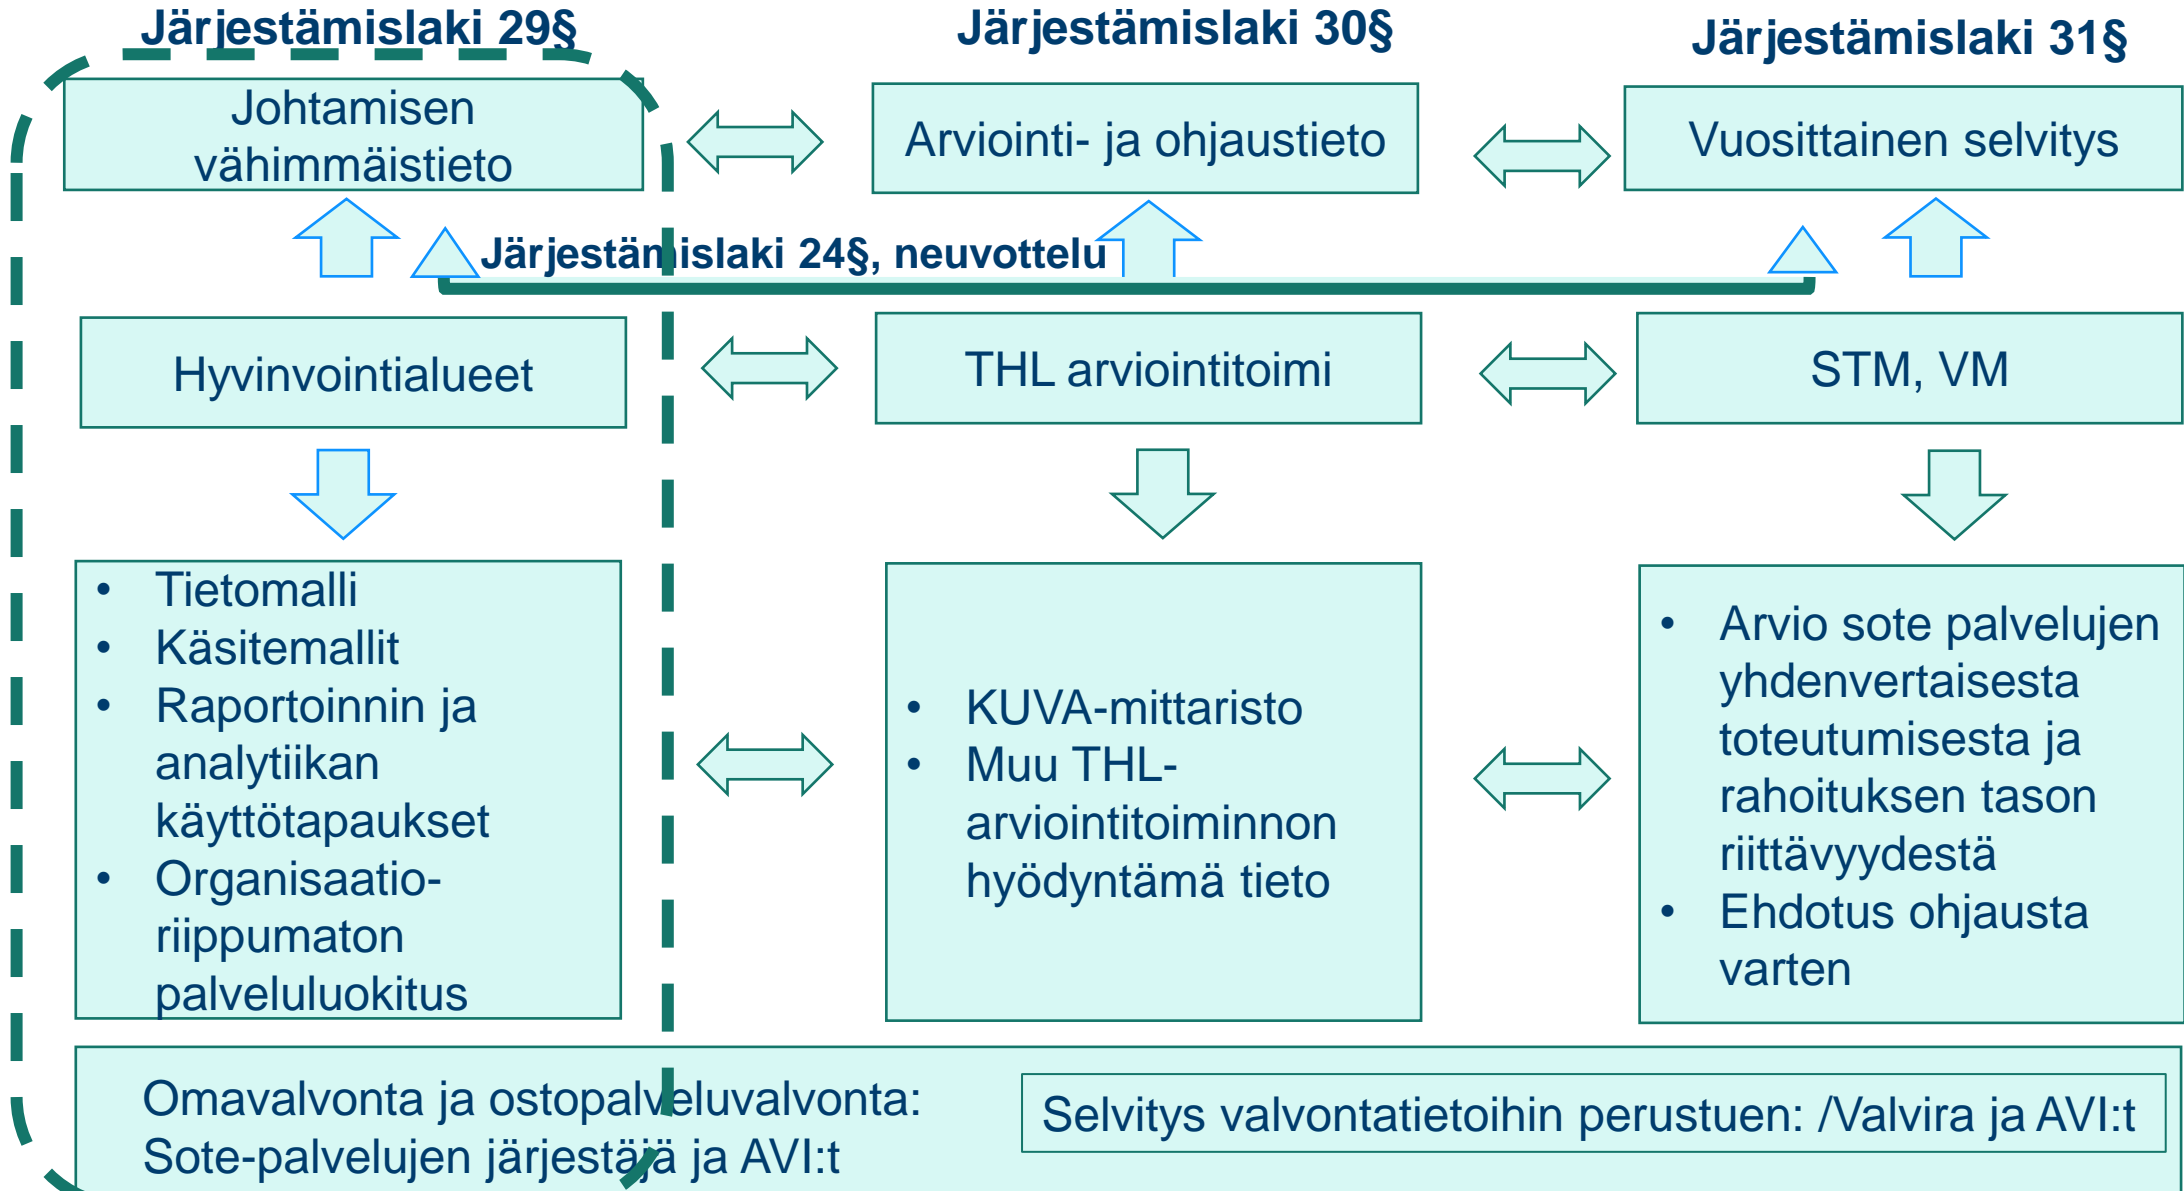 Järjestämislaki 29§
Järjestämislaki 30§
Järjestämislaki 31§
Johtamisen
vähimmäistieto
Arviointi- ja ohjaustieto
Vuosittainen selvitys
Järjestämislaki 24§, neuvottelu
Hyvinvointialueet
THL arviointitoimi
STM, VM
• Tietomalli
• Käsitemallit
• Raportoinnin ja
analytiikan
käyttötapaukset
• Organisaatio-
riippumaton
palveluluokitus
• KUVA-mittaristo
• Muu THL-
arviointitoiminnon
hyödyntämä tieto
• Arvio sote palvelujen
yhdenvertaisesta
toteutumisesta ja
rahoituksen tason
riittävyydestä
• Ehdotus ohjausta
varten
Omavalvonta ja ostopalveluvalvonta:
Sote-palvelujen järjestäjä ja AVI:t
Selvitys valvontatietoihin perustuen: /Valvira ja AVI:t